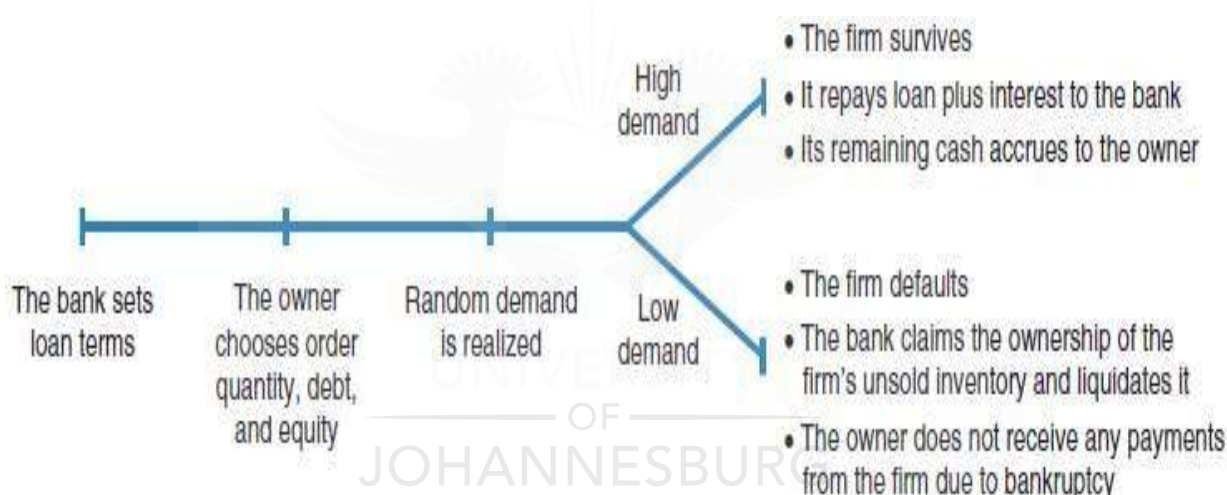 The bank sets
loan terms
The owner
chooses order
quantity, debt,
and equity
Random demand
is realized
High
demand
• The firm survives
• It repays loan plus interest to the bank
• Its remaining cash accrues to the owner
Low
demand
• The firm defaults
• The bank claims the ownership of the
firm's unsold inventory and liquidates it
• The owner does not receive any payments
from the firm due to bankruptcy
UNIVERSITY
OF
JOHANNESBURG